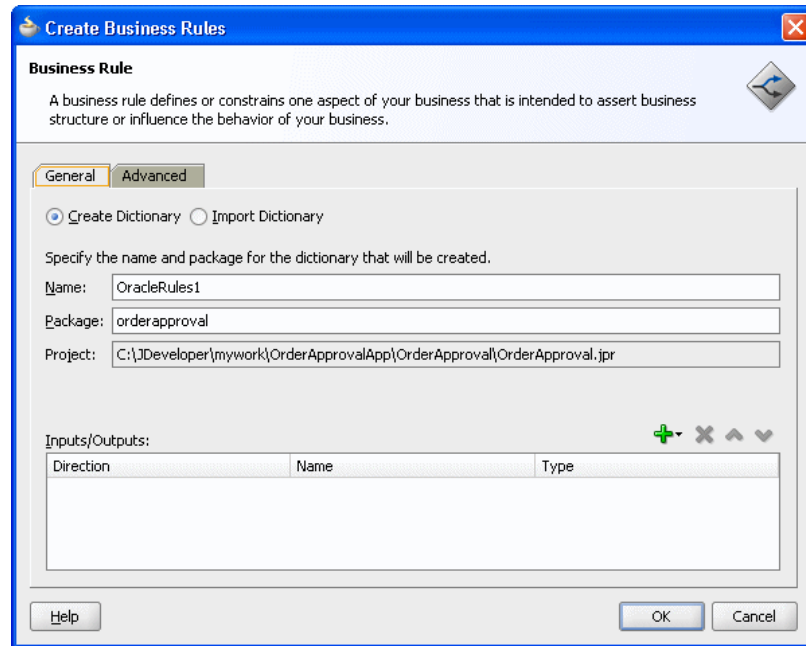 Create Business Rules
Business Rule
A business rule defines or constrains one aspect of your business that is intended to assert business
structure or influence the behavior of your business.
General Advanced
Create Dictionary Import Dictionary
Specify the name and package for the dictionary that will be created.
Name: OracleRules1
Package: orderapproval
Project: C:\JDeveloper\mywork\OrderApprovalApp\OrderApproval\OrderApproval.jpr
Inputs/Outputs:
Direction Name Type
Help OK Cancel